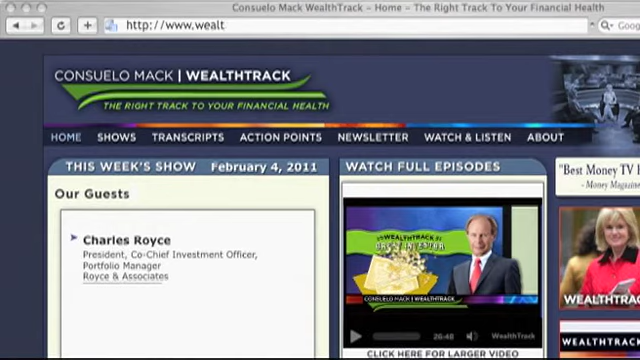 Consuelo Mack WealthTrack – Home – The Right Track To Your Financial Health
http://www.wealt
CONSUELO MACK | WEALTHTRACK
THE RIGHT TRACK TO YOUR FINANCIAL HEALTH
HOME SHOWS TRANSCRIPTS ACTION POINTS NEWSLETTER WATCH & LISTEN ABOUT
THIS WEEK'S SHOW February 4, 2011
Our Guests
Charles Royce
President, Co-Chief Investment Officer,
Portfolio Manager
Royce & Associates
WATCH FULL EPISODES
GREAT INVESTOR
CONSUELO MACK | WEALTHTRACK
26:48 WealthTrack
CLICK HERE FOR LARGER VIDEO
"Best Money TV
- Money Magazine
WEALTHTR
WEALTHTRACK